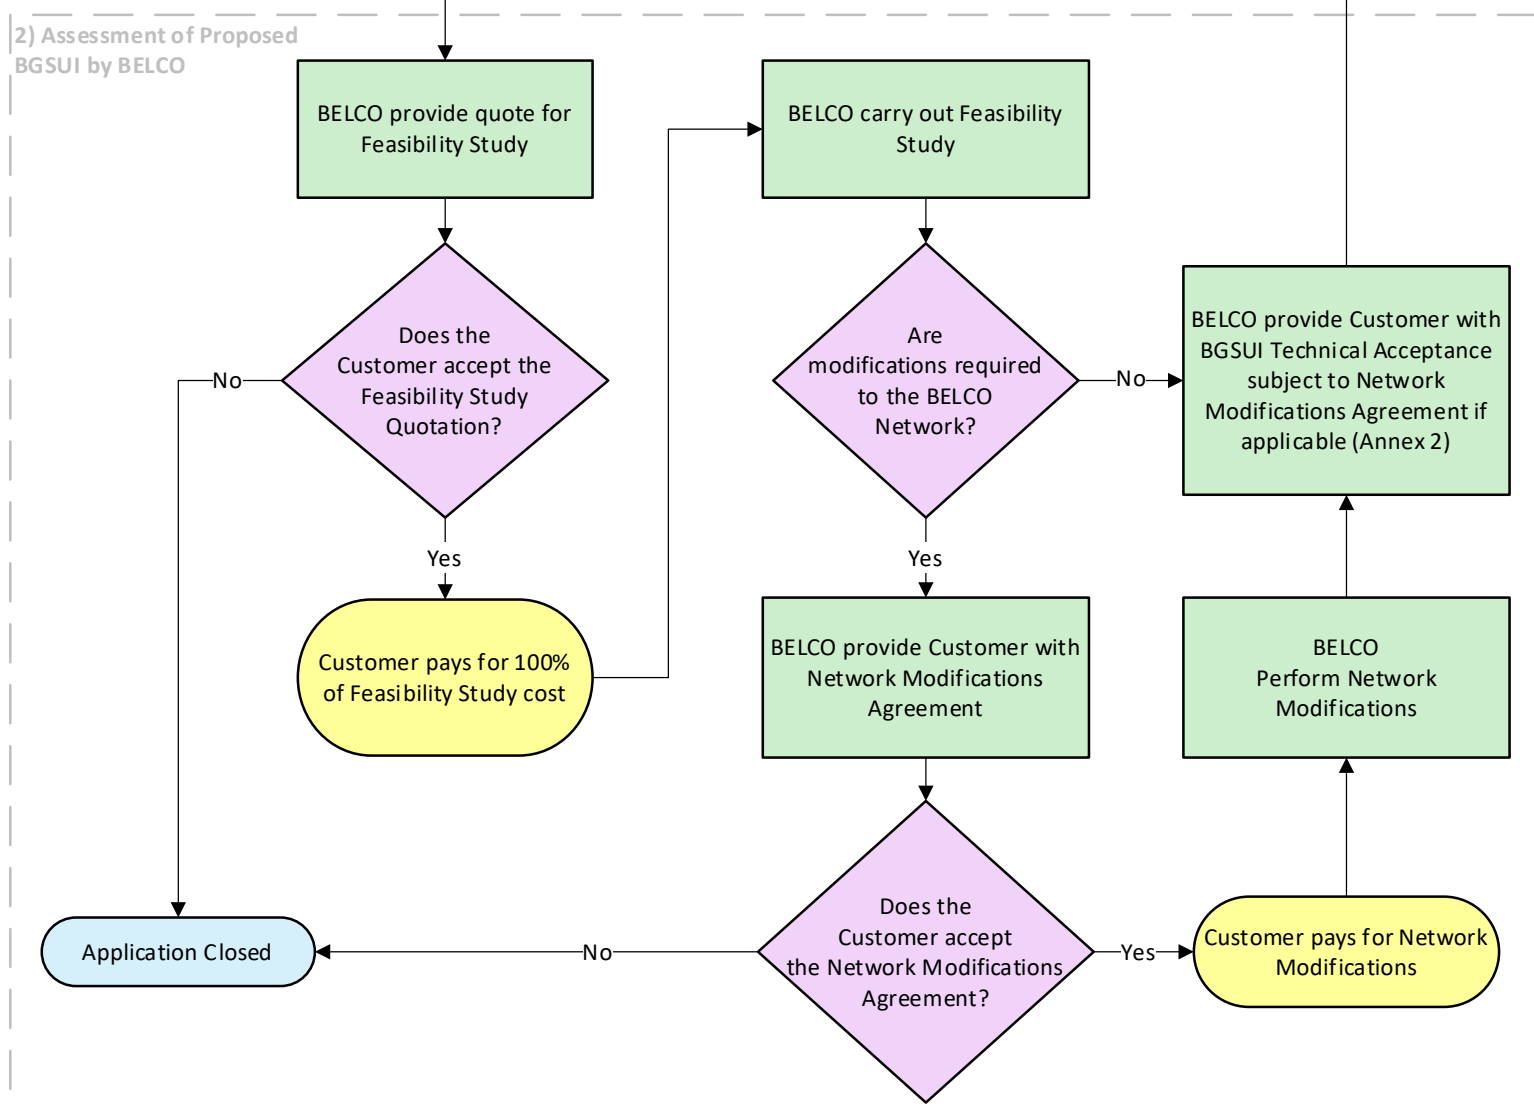 2) Assessment of Proposed
BGSUI by BELCO
BELCO provide quote for
Feasibility Study
BELCO carry out Feasibility
Study
Does the
Customer accept the
Feasibility Study
Quotation?
No
Are
modifications required
to the BELCO
Network?
No
BELCO provide Customer with
BGSUI Technical Acceptance
subject to Network
Modifications Agreement if
applicable (Annex 2)
Yes
Yes
Customer pays for 100%
of Feasibility Study cost
BELCO provide Customer with
Network Modifications
Agreement
BELCO
Perform Network
Modifications
Application Closed
No
Does the
Customer accept
the Network Modifications
Agreement?
Yes
Customer pays for Network
Modifications